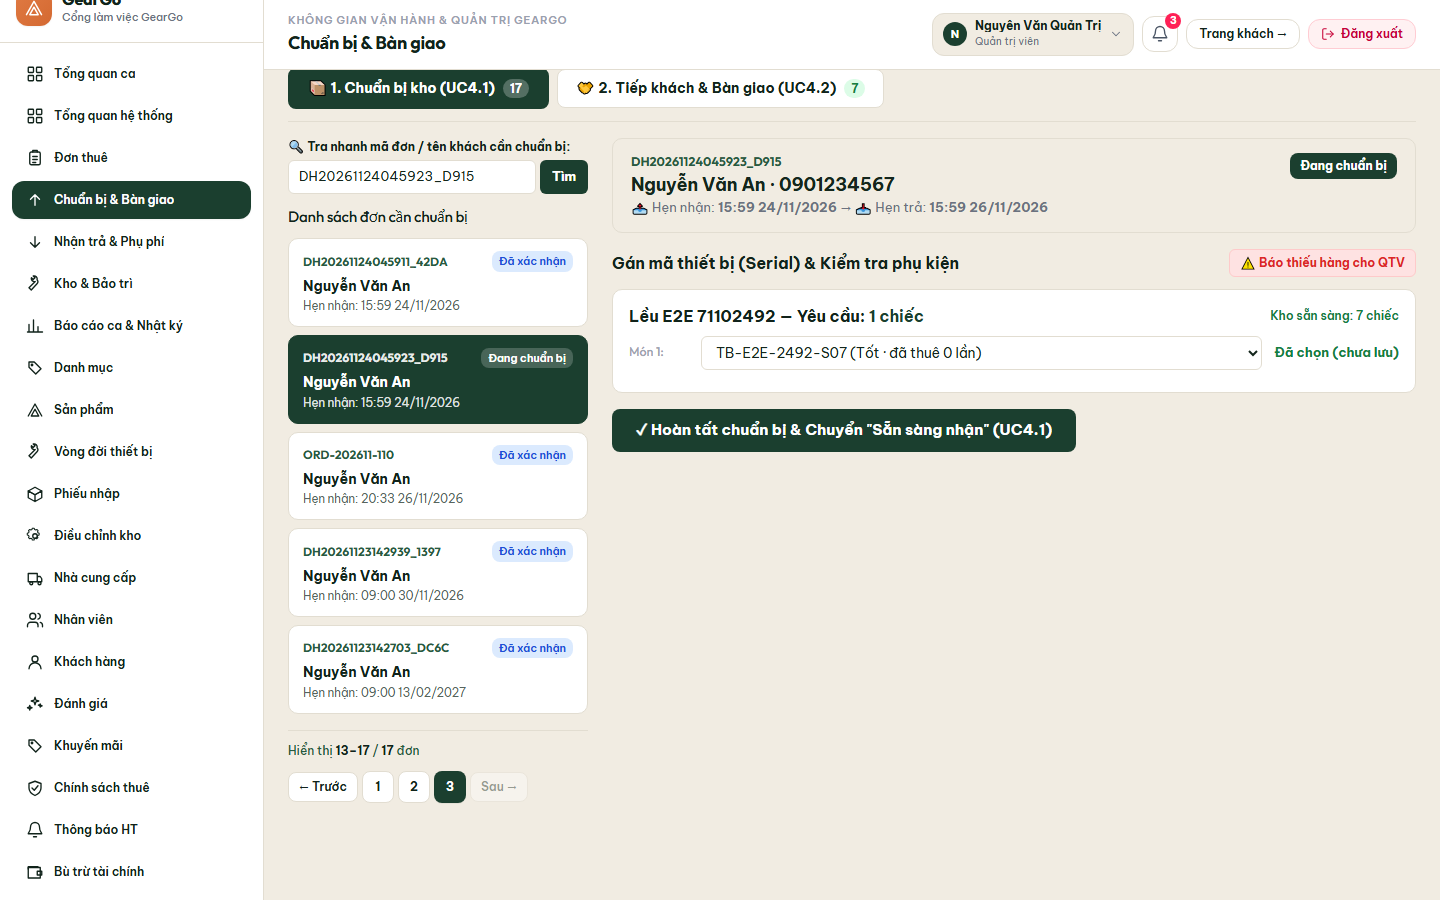 GearGo
Cổng làm việc GearGo
Tổng quan ca
Tổng quan hệ thống
Đơn thuê
Chuẩn bị & Bàn giao
Nhận trả & Phụ phí
Kho & Bảo trì
Báo cáo ca & Nhật ký
Danh mục
Sản phẩm
Vòng đời thiết bị
Phiếu nhập
Điều chỉnh kho
Nhà cung cấp
Nhân viên
Khách hàng
Đánh giá
Khuyến mãi
Chính sách thuê
Thông báo HT
Bù trừ tài chính
KHÔNG GIAN VẬN HÀNH & QUẢN TRỊ GEARGO
Chuẩn bị & Bàn giao
N
Nguyễn Văn Quản Trị
Quản trị viên
3
Trang khách →
Đăng xuất
1. Chuẩn bị kho (UC4.1) 17
2. Tiếp khách & Bàn giao (UC4.2) 7
Tra nhanh mã đơn / tên khách cần chuẩn bị:
DH20261124045923_D915
Tìm
Danh sách đơn cần chuẩn bị
DH20261124045911_42DA Đã xác nhận
Nguyễn Văn An
Hẹn nhận: 15:59 24/11/2026
DH20261124045923_D915 Đang chuẩn bị
Nguyễn Văn An
Hẹn nhận: 15:59 24/11/2026
ORD-202611-110 Đã xác nhận
Nguyễn Văn An
Hẹn nhận: 20:33 26/11/2026
DH20261123142939_1397 Đã xác nhận
Nguyễn Văn An
Hẹn nhận: 09:00 30/11/2026
DH20261123142703_DC6C Đã xác nhận
Nguyễn Văn An
Hẹn nhận: 09:00 13/02/2027
Hiển thị 13–17 / 17 đơn
← Trước 1 2 3 Sau →
DH20261124045923_D915
Đang chuẩn bị
Nguyễn Văn An · 0901234567
Hẹn nhận: 15:59 24/11/2026 → Hẹn trả: 15:59 26/11/2026
Gán mã thiết bị (Serial) & Kiểm tra phụ kiện
Báo thiếu hàng cho QTV
Lều E2E 71102492 — Yêu cầu: 1 chiếc
Kho sẵn sàng: 7 chiếc
Món 1:
TB-E2E-2492-S07 (Tốt · đã thuê 0 lần)
Đã chọn (chưa lưu)
✓ Hoàn tất chuẩn bị & Chuyển "Sẵn sàng nhận" (UC4.1)